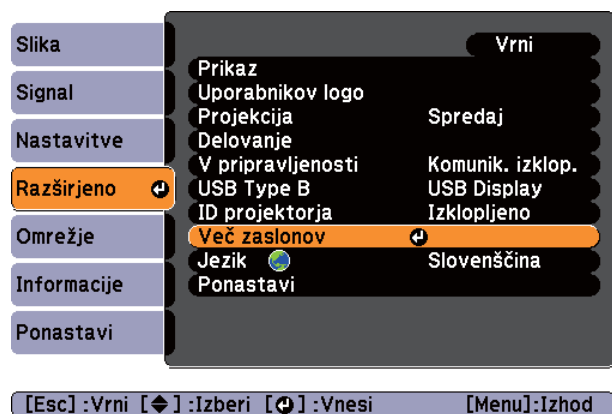 Slika
Signal
Nastavitve
Razširjeno
Omrežje
Informacije
Ponastavi
Vrni
Prikaz
Uporabnikov logo
Projekcija Spredaj
Delovanje
V pripravljenosti Komunik. izklop.
USB Type B USB Display
ID projektorja Izklopljeno
Več zaslonov
Jezik Slovenščina
Ponastavi
[Esc] :Vrni [◆] :Izberi [↵] :Vnesi [Menu]:Izhod